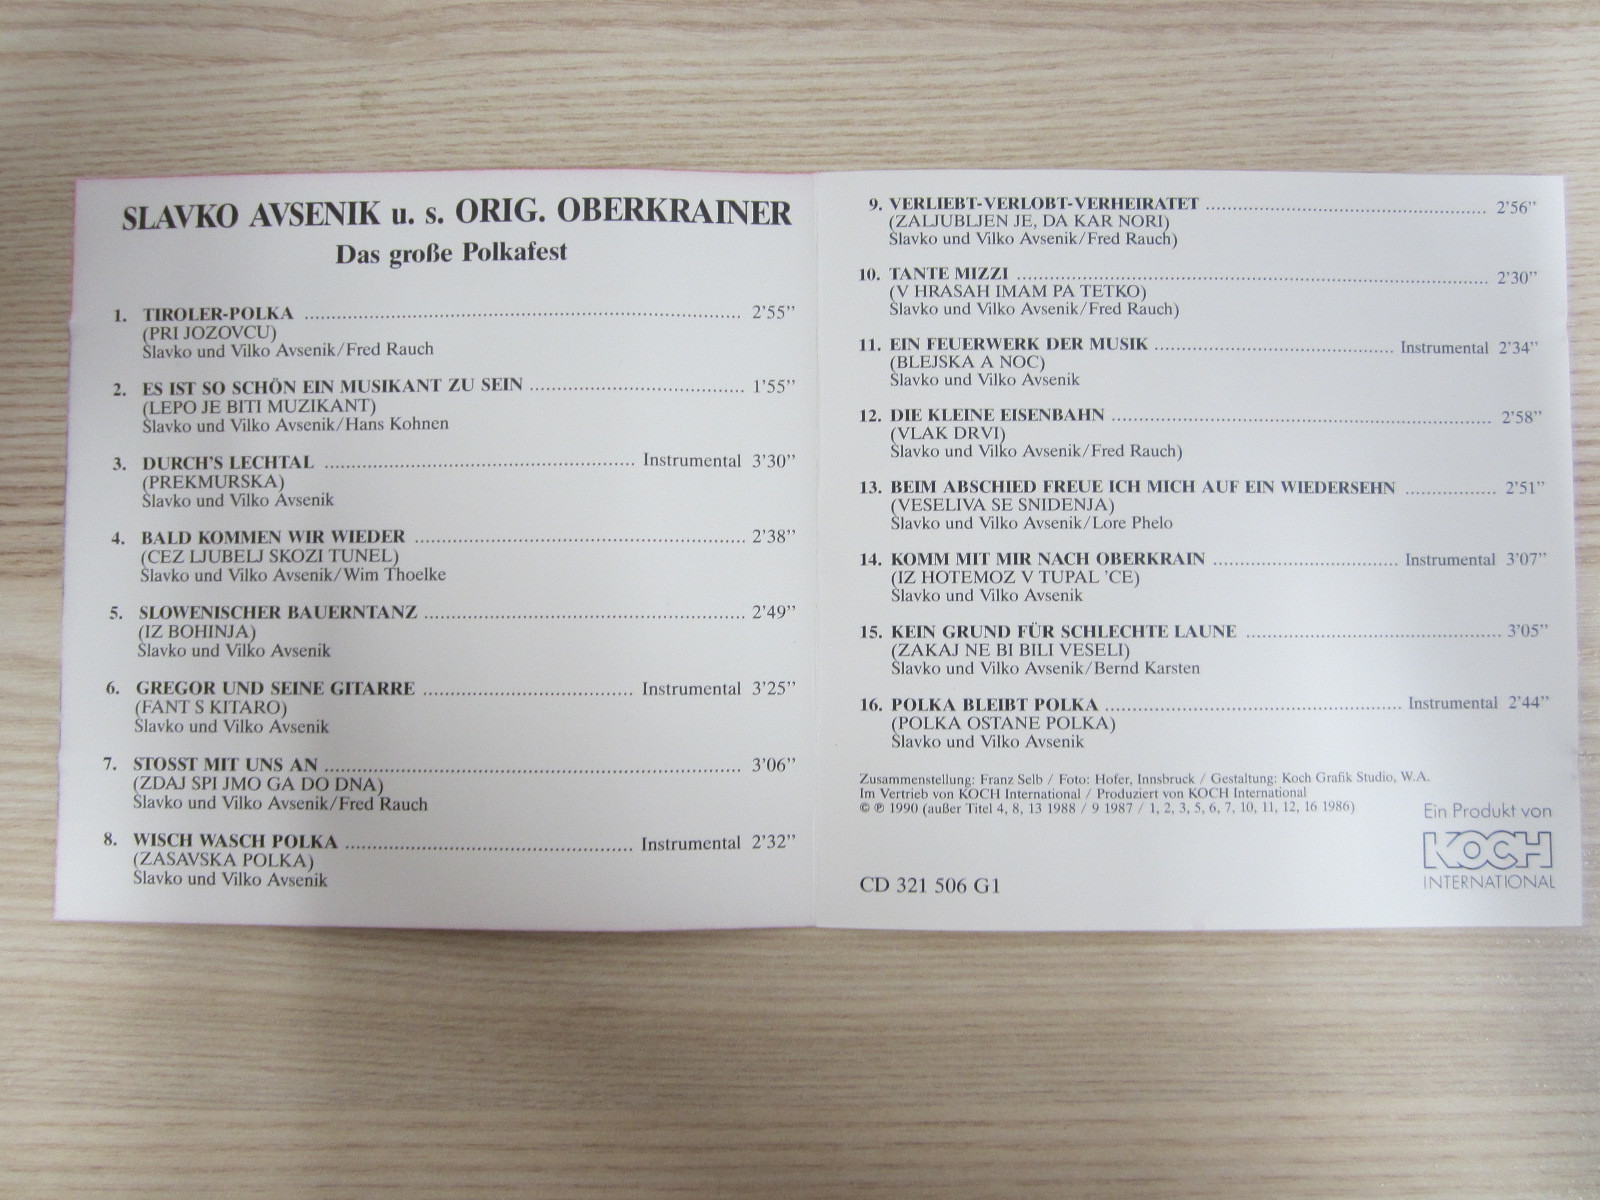 SLAVKO AVSENIK u. s. ORIG. OBERKRAINER
Das große Polkafest
1. TIROLER-POLKA ........ 2’55”
(PRI JOZOVCU)
Slavko und Vilko Avsenik/Fred Rauch
2. ES IST SO SCHÖN EIN MUSIKANT ZU SEIN ........ 1’55”
(LEPO JE BITI MUZIKANT)
Slavko und Vilko Avsenik/Hans Kohnen
3. DURCH’S LECHTAL ........ Instrumental 3’30”
(PREKMURSKA)
Slavko und Vilko Avsenik
4. BALD KOMMEN WIR WIEDER ........ 2’38”
(CEZ LJUBELJ SKOZI TUNEL)
Slavko und Vilko Avsenik/Wim Thoelke
5. SLOWENISCHER BAUERNTANZ ........ 2’49”
(IZ BOHINJA)
Slavko und Vilko Avsenik
6. GREGOR UND SEINE GITARRE ........ Instrumental 3’25”
(FANT S KITARO)
Slavko und Vilko Avsenik
7. STOSST MIT UNS AN ........ 3’06”
(ZDAJ SPI JMO GA DO DNA)
Slavko und Vilko Avsenik/Fred Rauch
8. WISCH WASCH POLKA ........ Instrumental 2’32”
(ZASAVSKA POLKA)
Slavko und Vilko Avsenik
9. VERLIEBT-VERLOBT-VERHEIRATET ........ 2’56”
(ZALJUBLJEN JE, DA KAR NORI)
Slavko und Vilko Avsenik/Fred Rauch)
10. TANTE MIZZI ........ 2’30”
(V HRASAH IMAM PA TETKO)
Slavko und Vilko Avsenik/Fred Rauch)
11. EIN FEUERWERK DER MUSIK ........ Instrumental 2’34”
(BLEJSKA A NOC)
Slavko und Vilko Avsenik
12. DIE KLEINE EISENBAHN ........ 2’58”
(VLAK DRVI)
Slavko und Vilko Avsenik/Fred Rauch)
13. BEIM ABSCHIED FREUE ICH MICH AUF EIN WIEDERSEHN ........ 2’51”
(VESELIVA SE SNIDENJA)
Slavko und Vilko Avsenik/Lore Phelo
14. KOMM MIT MIR NACH OBERKRAIN ........ Instrumental 3’07”
(IZ HOTEMOZ V TUPAL ’CE)
Slavko und Vilko Avsenik
15. KEIN GRUND FÜR SCHLECHTE LAUNE ........ 3’05”
(ZAKAJ NE BI BILI VESELI)
Slavko und Vilko Avsenik/Bernd Karsten
16. POLKA BLEIBT POLKA ........ Instrumental 2’44”
(POLKA OSTANE POLKA)
Slavko und Vilko Avsenik
Zusammenstellung: Franz Selb / Foto: Hofer, Innsbruck / Gestaltung: Koch Grafik Studio, W.A.
Im Vertrieb von KOCH International / Produziert von KOCH International
© ℗ 1990 (außer Titel 4, 8, 13 1988 / 9 1987 / 1, 2, 3, 5, 6, 7, 10, 11, 12, 16 1986)
Ein Produkt von
KOCH
INTERNATIONAL
CD 321 506 G1